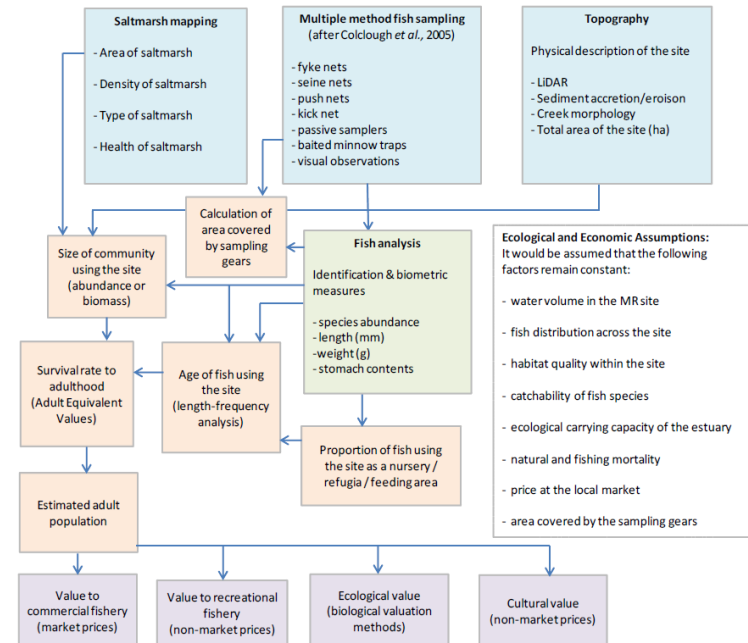 Saltmarsh mapping
- Area of saltmarsh
- Density of saltmarsh
- Type of saltmarsh
- Health of saltmarsh
Multiple method fish sampling
(after Colclough et al., 2005)
- fyke nets
- seine nets
- push nets
- kick net
- passive samplers
- baited minnow traps
- visual observations
Topography
Physical description of the site
- LiDAR
- Sediment accretion/eroison
- Creek morphology
- Total area of the site (ha)
Calculation of
area covered
by sampling
gears
Size of community
using the site
(abundance or
biomass)
Fish analysis
Identification & biometric
measures
- species abundance
- length (mm)
- weight (g)
- stomach contents
Survival rate to
adulthood
(Adult Equivalent
Values)
Age of fish using
the site
(length-frequency
analysis)
Proportion of fish using
the site as a nursery /
refugia / feeding area
Estimated adult
population
Ecological and Economic Assumptions:
It would be assumed that the following
factors remain constant:
- water volume in the MR site
- fish distribution across the site
- habitat quality within the site
- catchability of fish species
- ecological carrying capacity of the estuary
- natural and fishing mortality
- price at the local market
- area covered by the sampling gears
Value to
commercial fishery
(market prices)
Value to recreational
fishery
(non-market prices)
Ecological value
(biological valuation
methods)
Cultural value
(non-market prices)